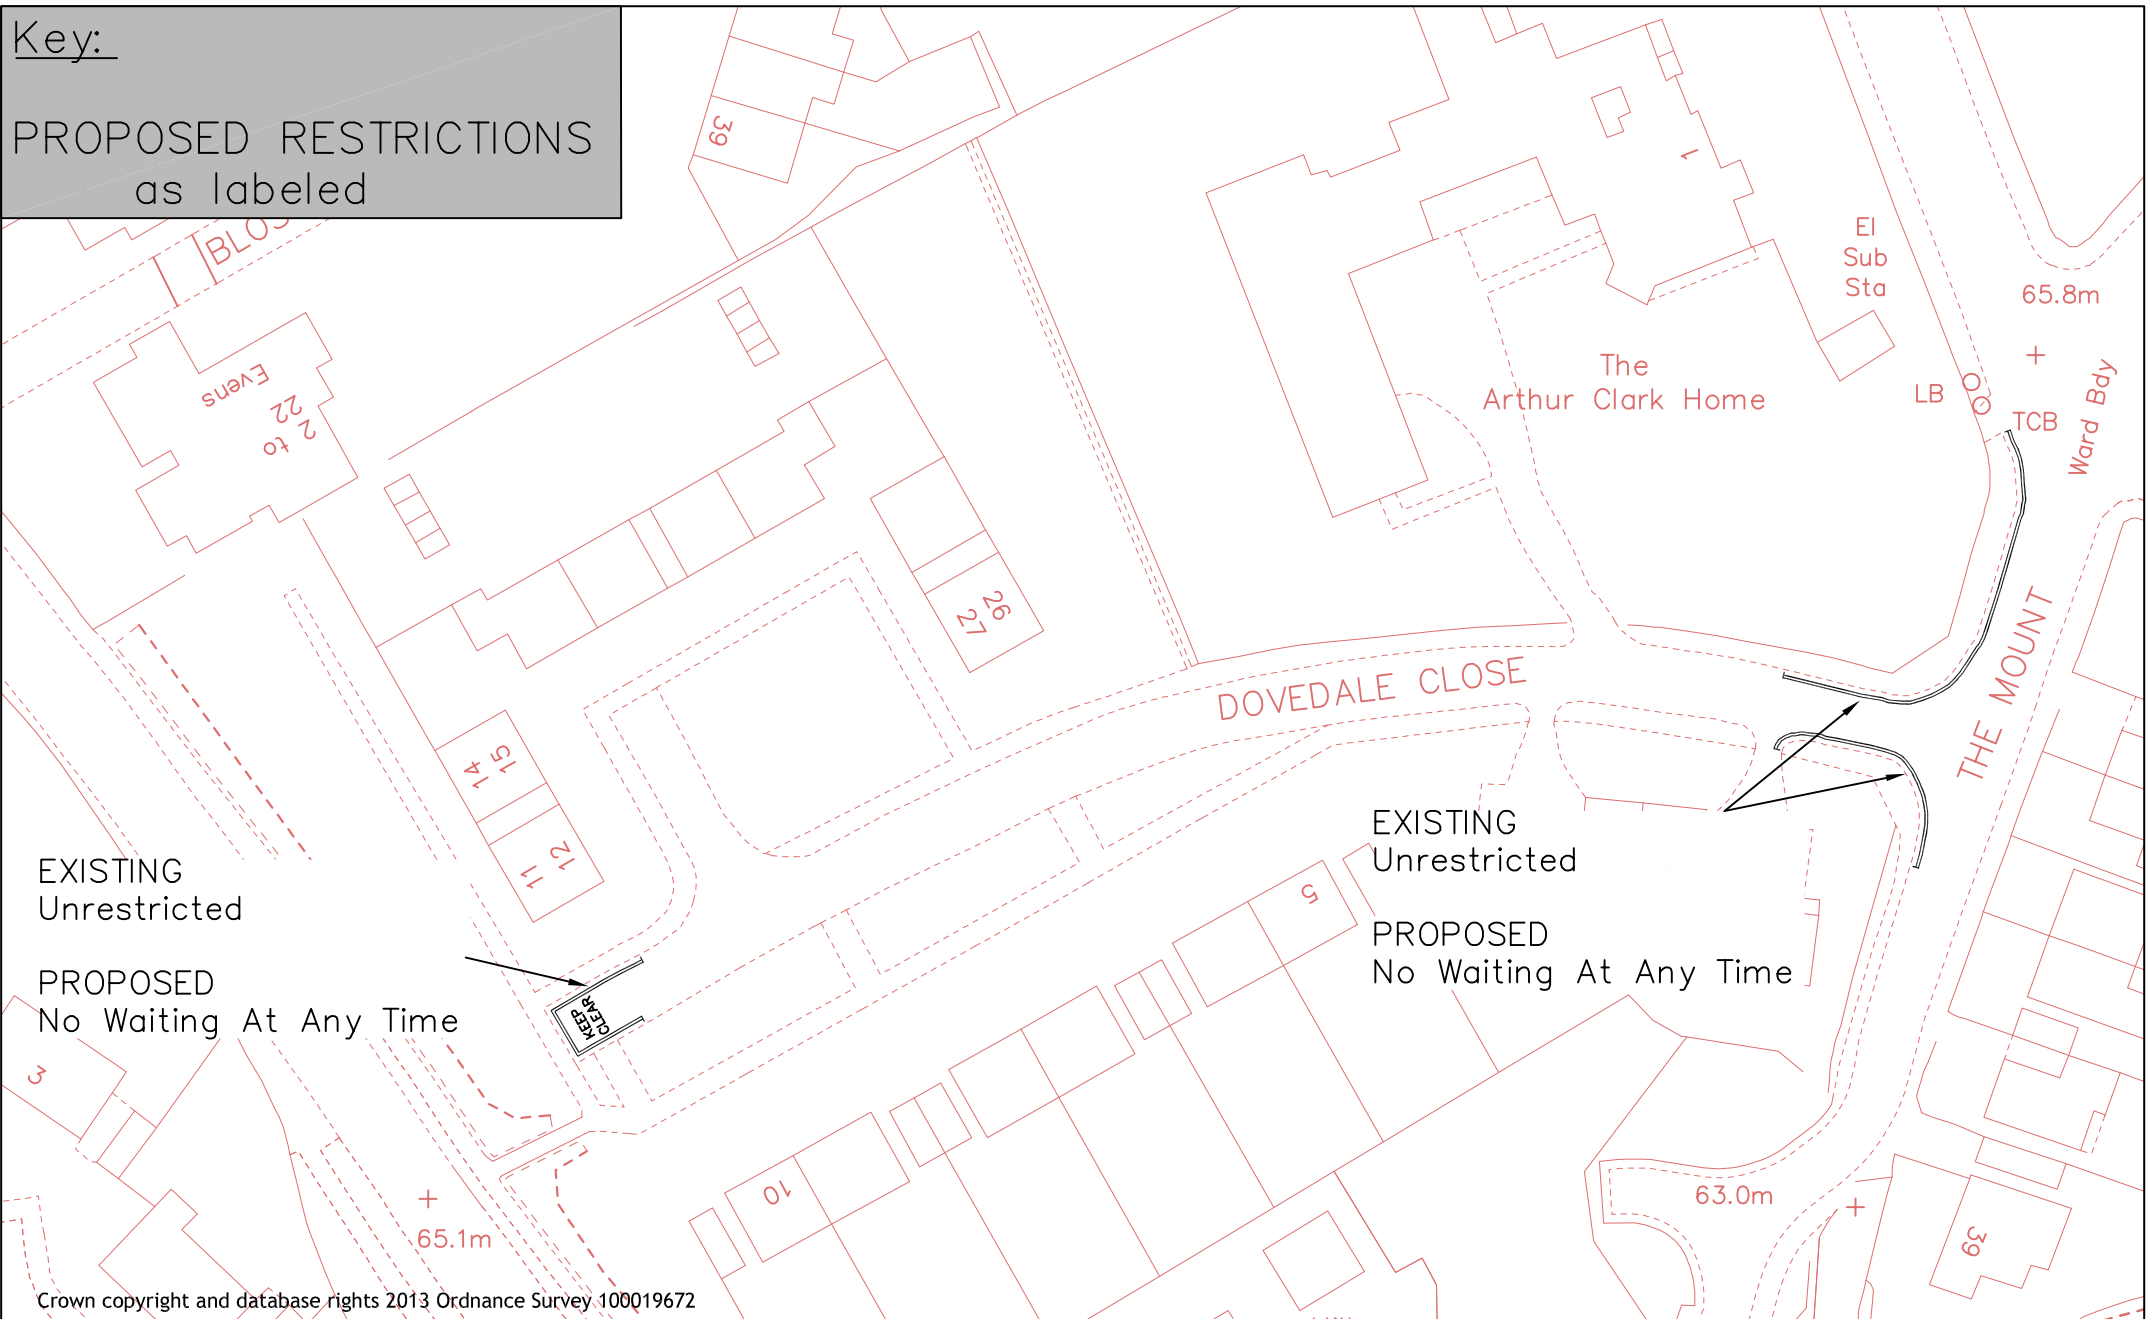 Key:
PROPOSED RESTRICTIONS
as labeled
BLOS
39
1
El
Sub
Sta
65.8m
Evens
2 to
22
The
Arthur Clark Home
LB
TCB
Ward Bdy
26
27
DOVEDALE CLOSE
THE MOUNT
14
15
11
12
EXISTING
Unrestricted
PROPOSED
No Waiting At Any Time
KEEP
CLEAR
EXISTING
Unrestricted
PROPOSED
No Waiting At Any Time
5
3
10
65.1m
63.0m
39
Crown copyright and database rights 2013 Ordnance Survey 100019672